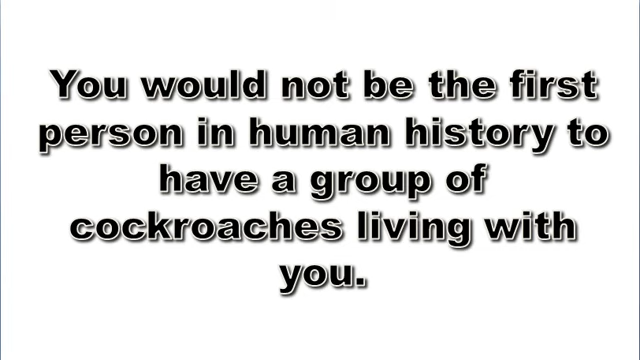 You would not be the first
person in human history to
have a group of
cockroaches living with
you.